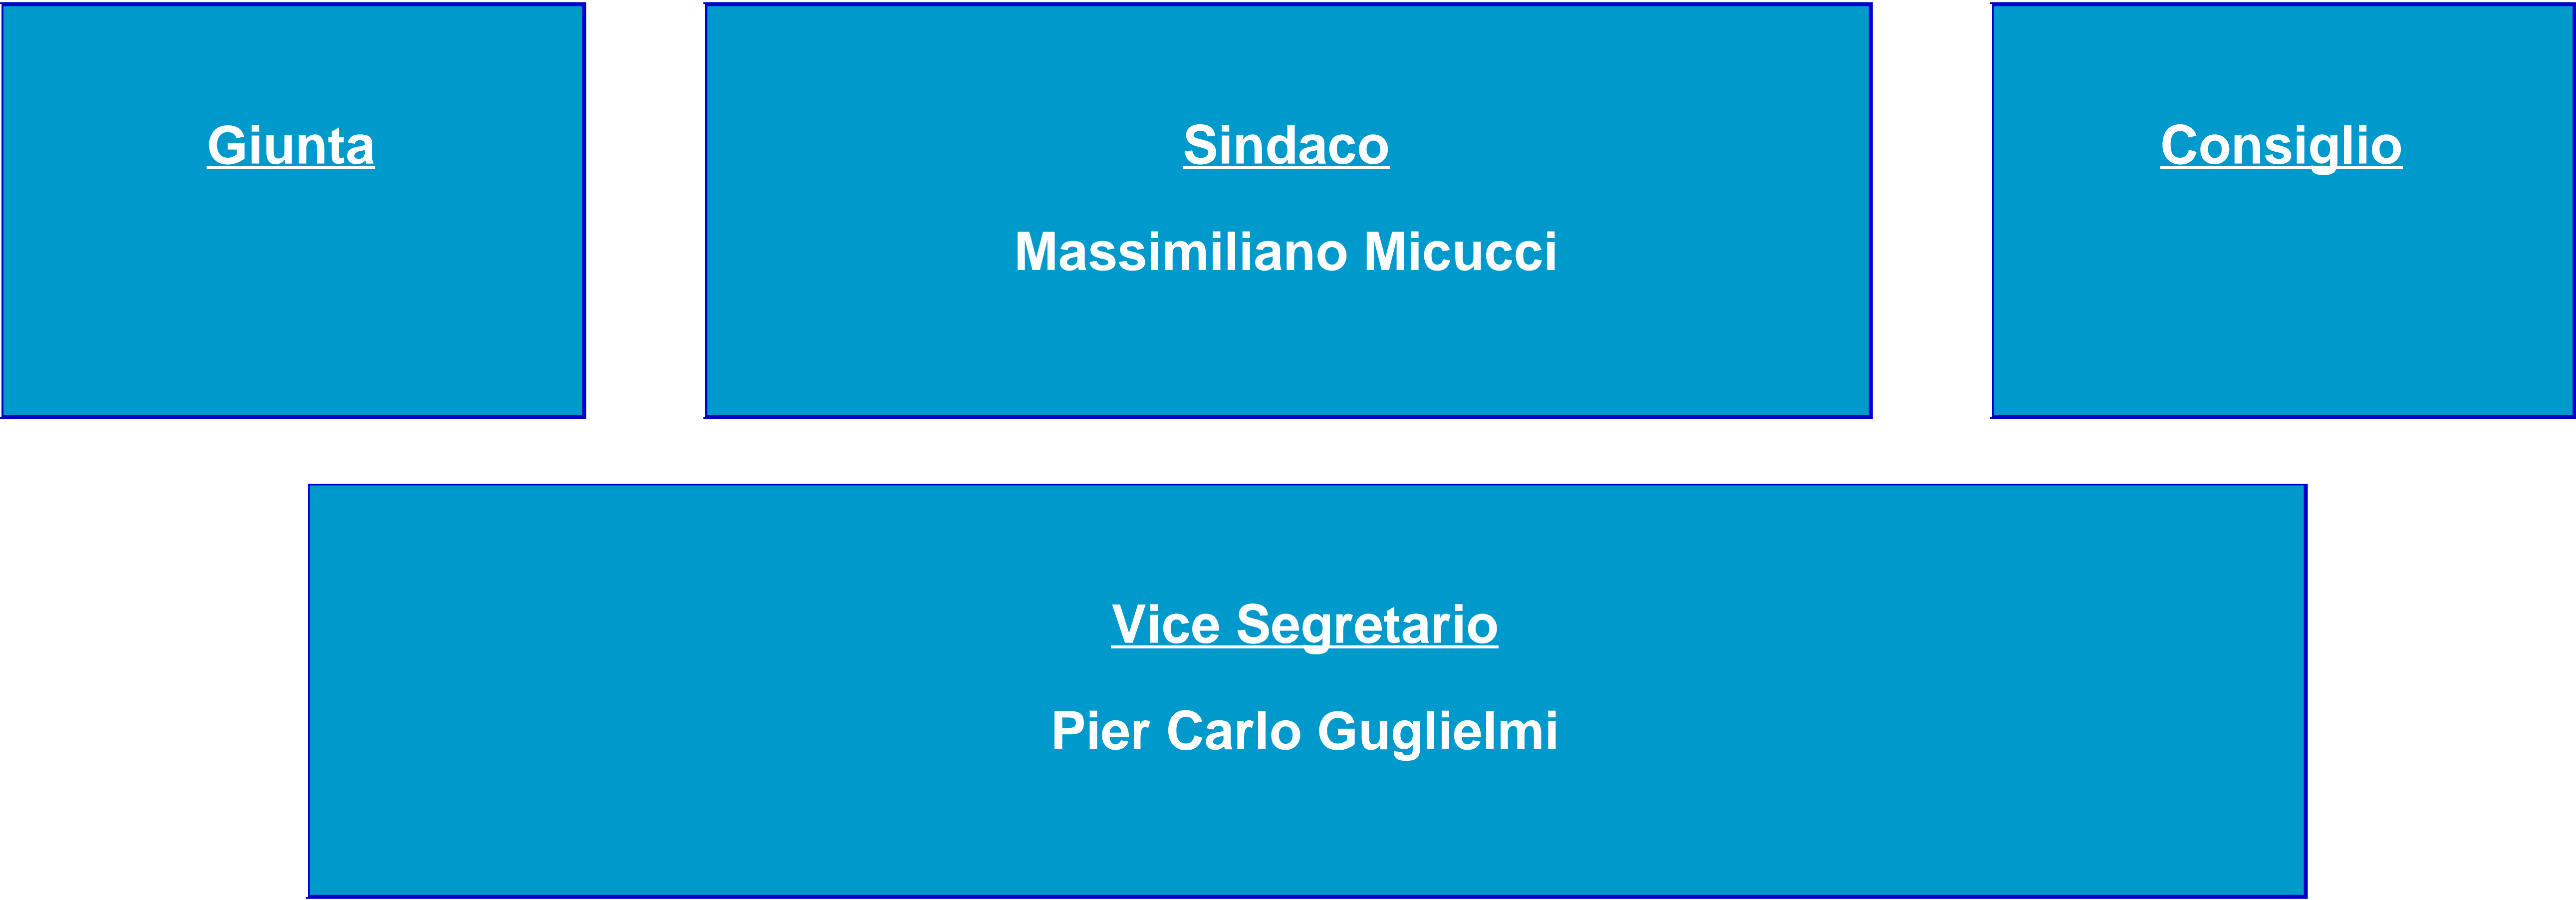 Giunta
Sindaco
Massimiliano Micucci
Consiglio
Vice Segretario
Pier Carlo Guglielmi